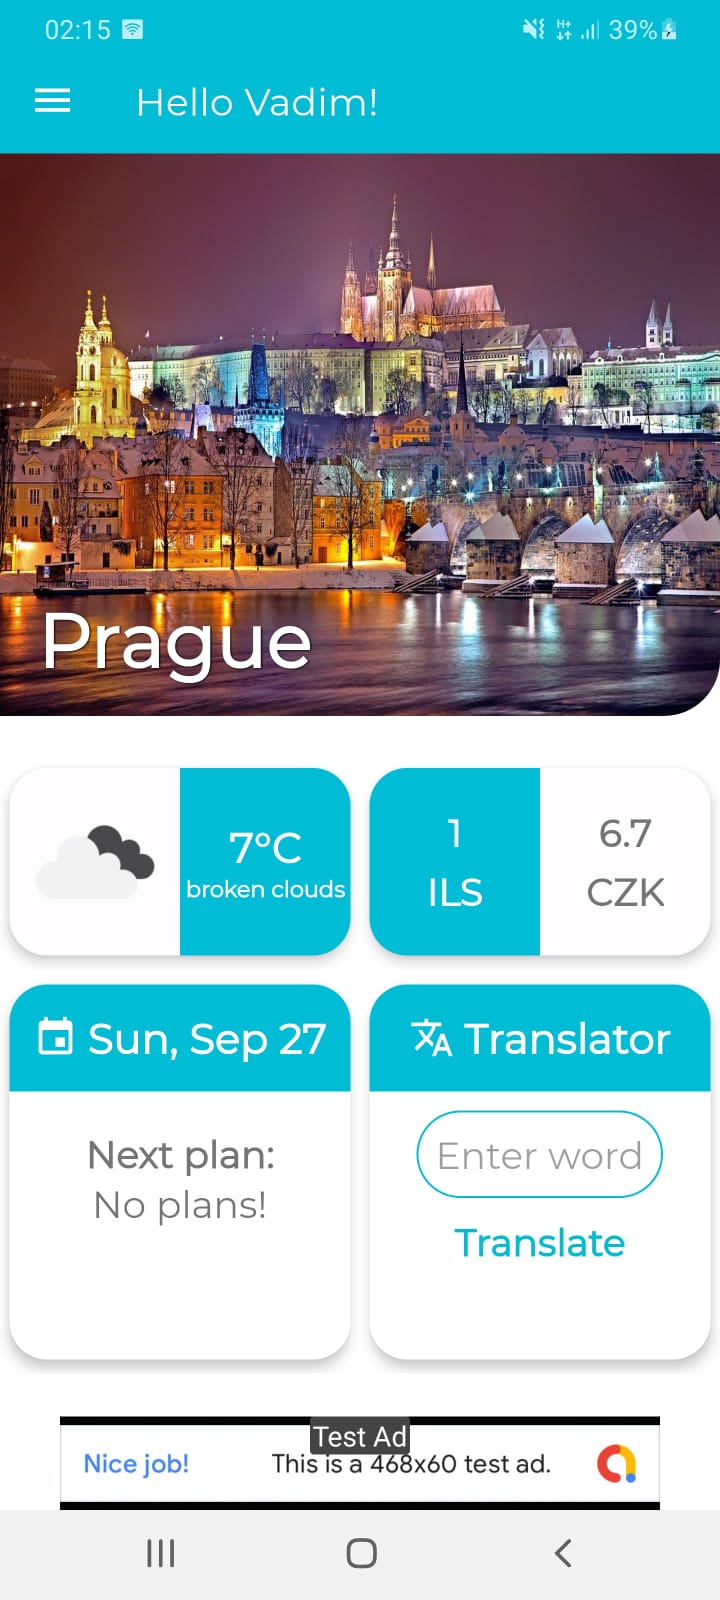 02:15
H+ 39%
Hello Vadim!
Prague
7°C
broken clouds
1
ILS
6.7
CZK
Sun, Sep 27
Next plan:
No plans!
Translator
Enter word
Translate
Test Ad
Nice job!
This is a 468x60 test ad.